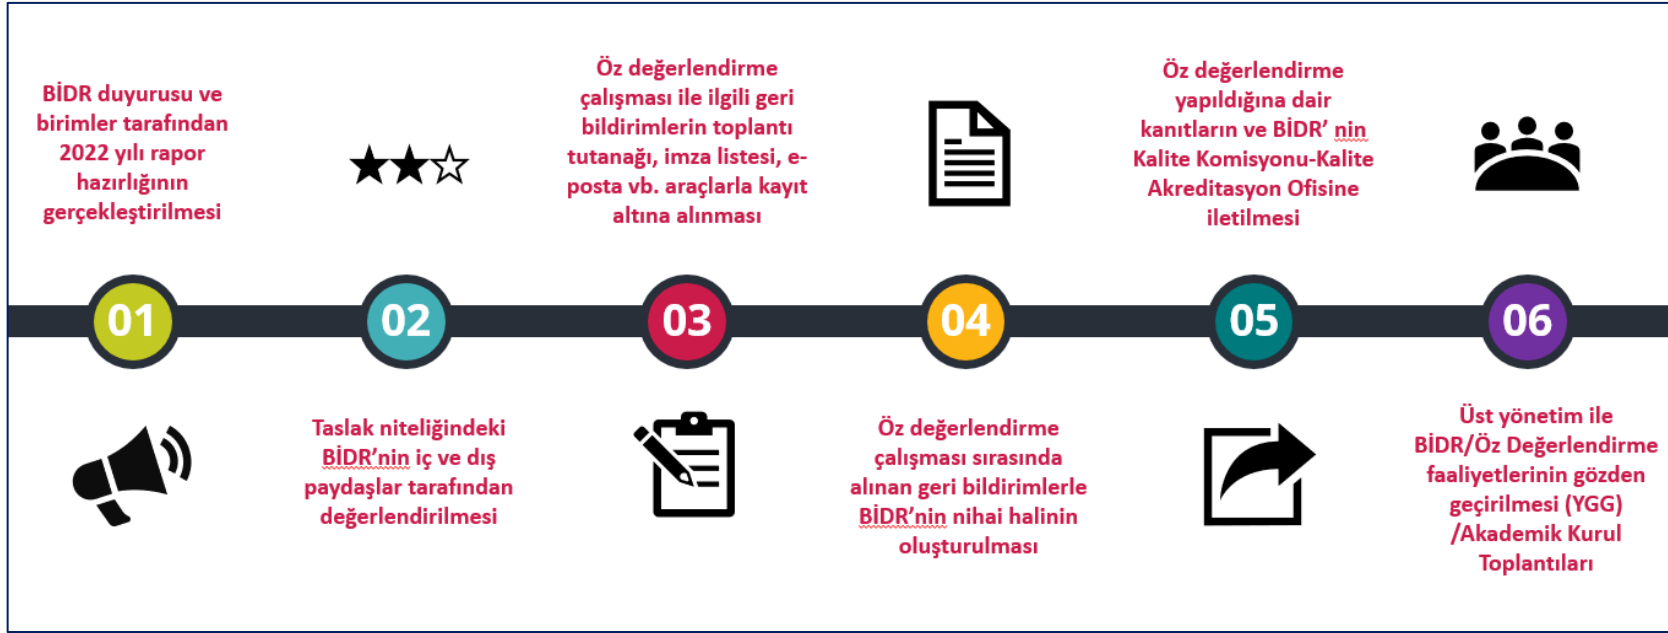 BİDR duyurusu ve
birimler tarafından
2022 yılı rapor
hazırlığının
gerçekleştirilmesi
01
02
Taslak niteliğindeki
BİDR’nin iç ve dış
paydaşlar tarafından
değerlendirilmesi
Öz değerlendirme
çalışması ile ilgili geri
bildirimlerin toplantı
tutanağı, imza listesi, e-
posta vb. araçlarla kayıt
altına alınması
03
04
Öz değerlendirme
çalışması sırasında
alınan geri bildirimlerle
BİDR’nin nihai halinin
oluşturulması
Öz değerlendirme
yapıldığına dair
kanıtların ve BİDR’ nin
Kalite Komisyonu-Kalite
Akreditasyon Ofisine
iletilmesi
05
06
Üst yönetim ile
BİDR/Öz Değerlendirme
faaliyetlerinin gözden
geçirilmesi (YGG)
/Akademik Kurul
Toplantıları